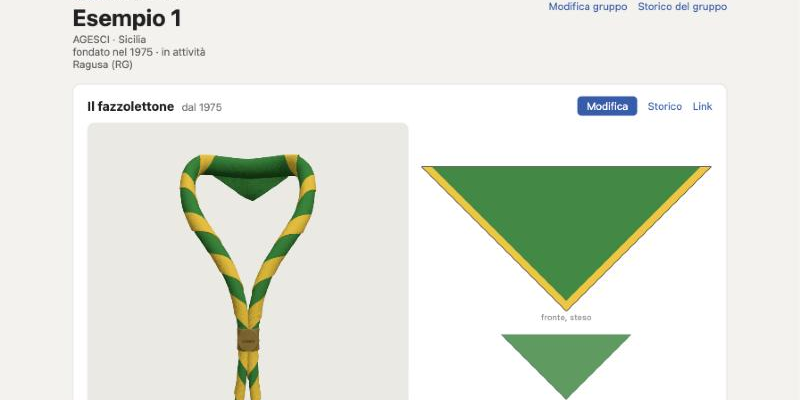 Esempio 1
Modifica gruppo Storico del gruppo
AGESCI · Sicilia
fondato nel 1975 · in attività
Ragusa (RG)
Il fazzolettone dal 1975
Modifica Storico Link
fronte, steso